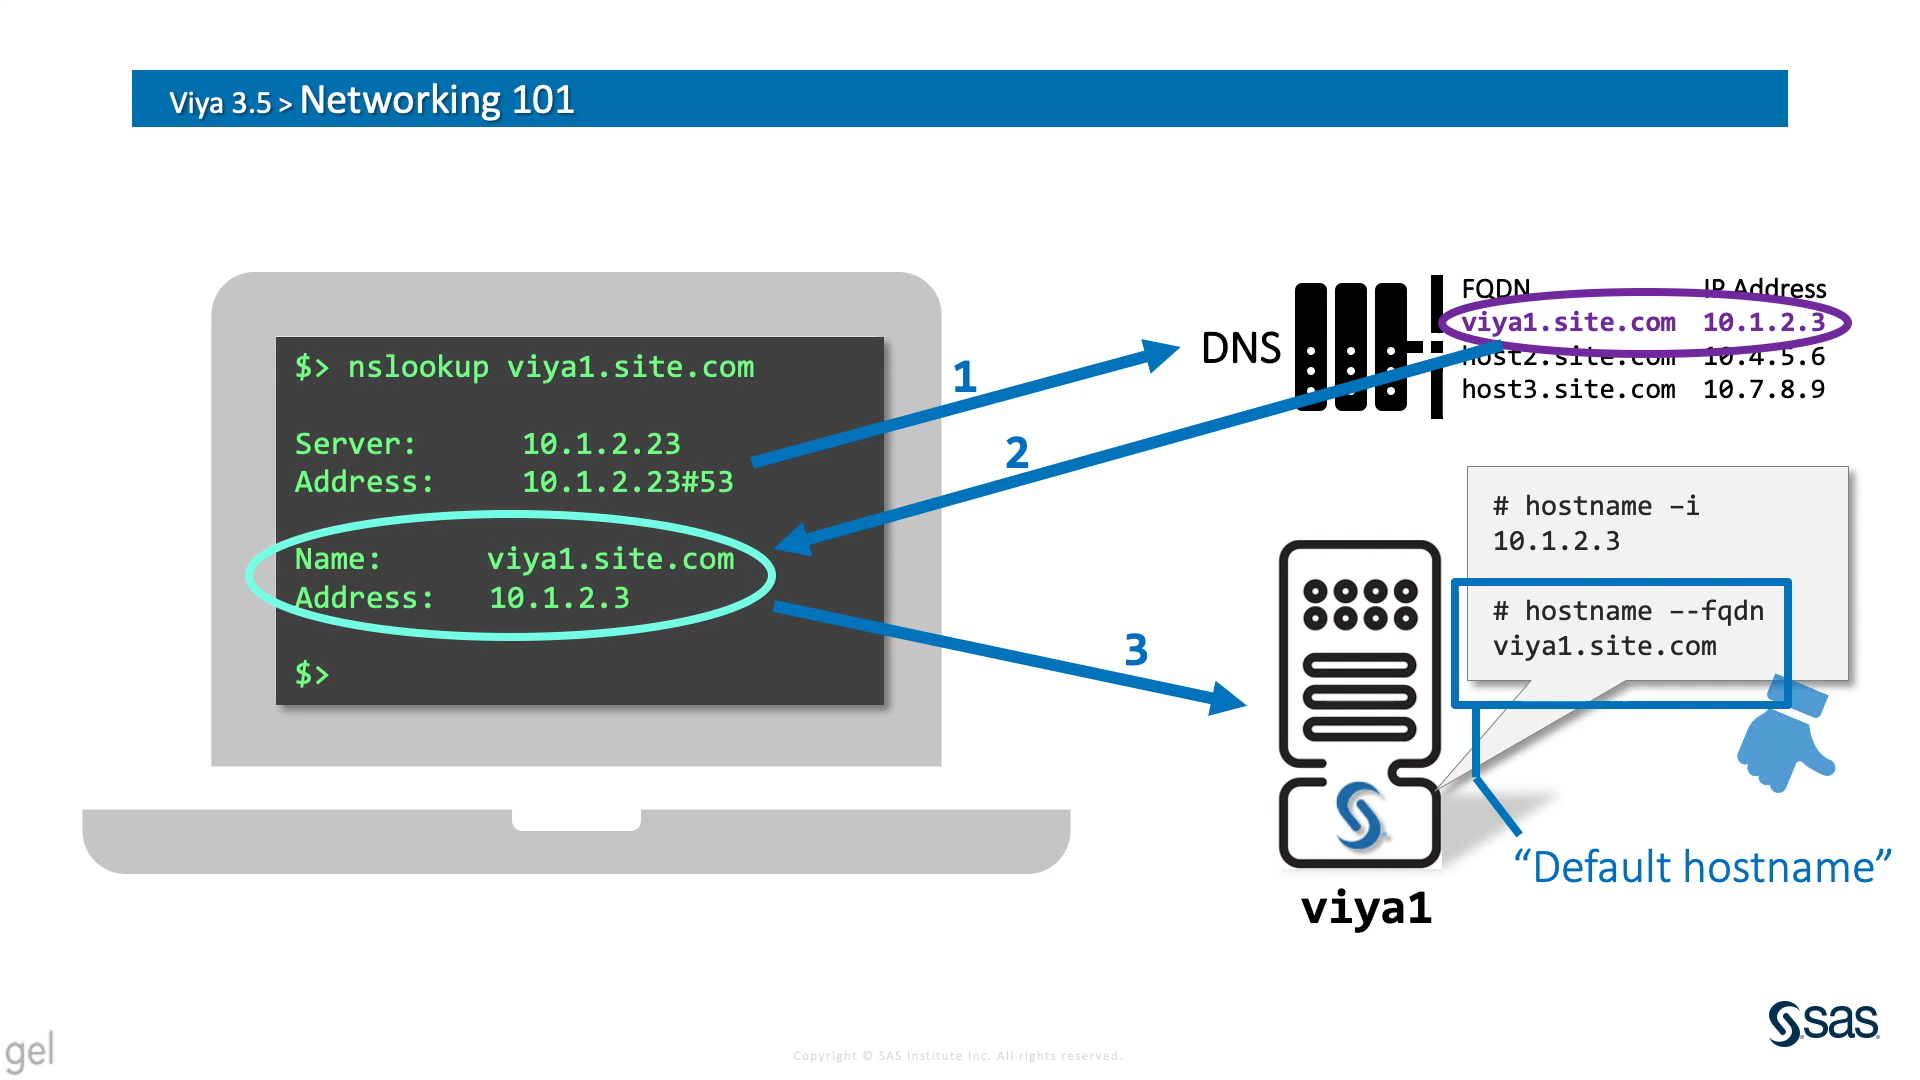 Viya 3.5 > Networking 101
$> nslookup viya1.site.com
Server: 10.1.2.23
Address: 10.1.2.23#53
Name: viya1.site.com
Address: 10.1.2.3
$>
1
2
3
DNS
FQDN IP Address
viya1.site.com 10.1.2.3
host2.site.com 10.4.5.6
host3.site.com 10.7.8.9
# hostname –i
10.1.2.3
# hostname –-fqdn
viya1.site.com
“Default hostname”
viya1
gel
Copyright © SAS Institute Inc. All rights reserved.
sas